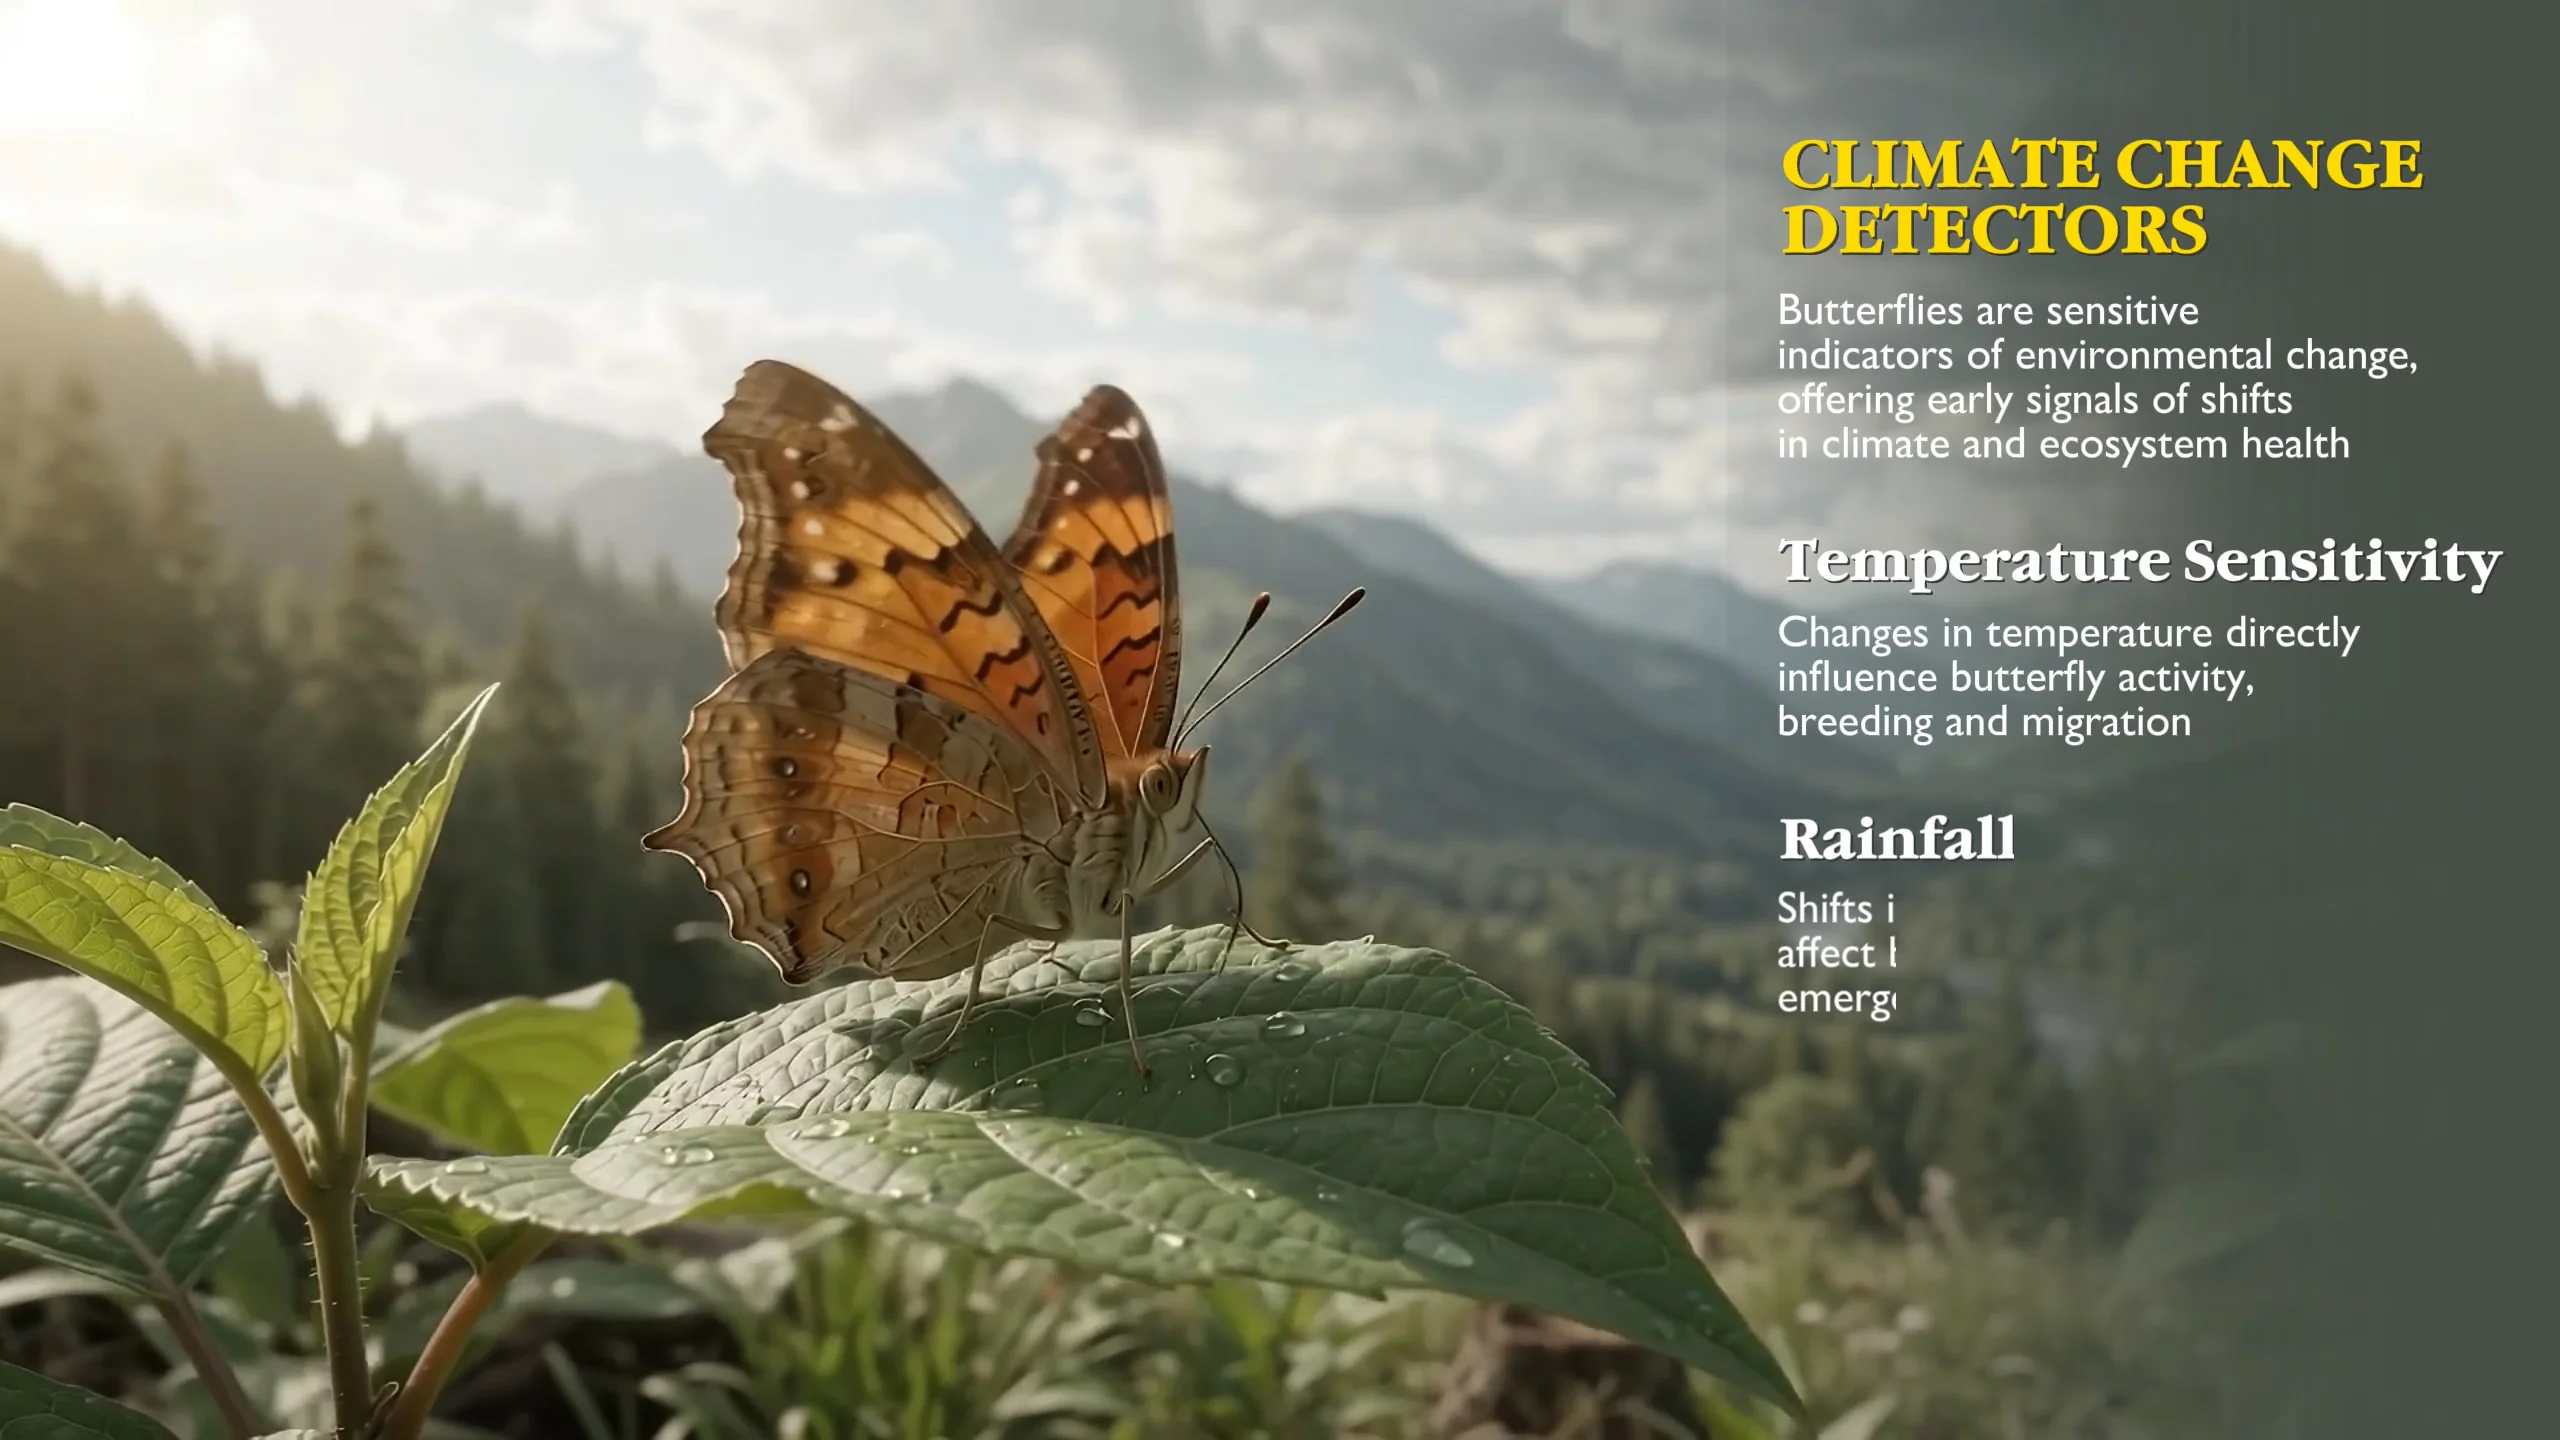 CLIMATE CHANGE
DETECTORS
Butterflies are sensitive
indicators of environmental change,
offering early signals of shifts
in climate and ecosystem health
Temperature Sensitivity
Changes in temperature directly
influence butterfly activity,
breeding and migration
Rainfall
Shifts
affect